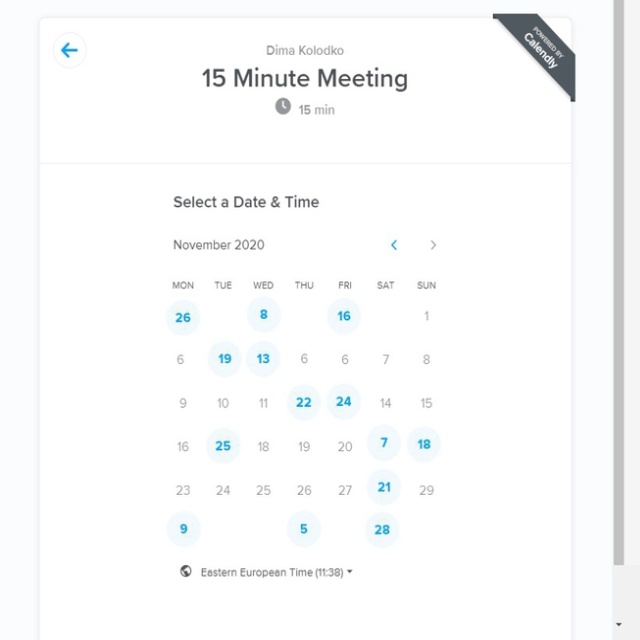 Dima Kolodko
POWERED BY
Calendly
15 Minute Meeting
15 min
Select a Date & Time
November 2020
MON TUE WED THU FRI SAT SUN
26 8 16 1
6 19 13 6 6 7 8
9 10 11 22 24 14 15
16 25 18 19 20 7 18
23 24 25 26 27 21 29
9 5 28
Eastern European Time (11:38)